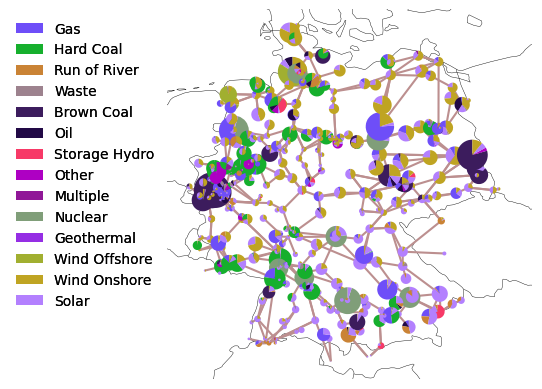 Gas
Hard Coal
Run of River
Waste
Brown Coal
Oil
Storage Hydro
Other
Multiple
Nuclear
Geothermal
Wind Offshore
Wind Onshore
Solar